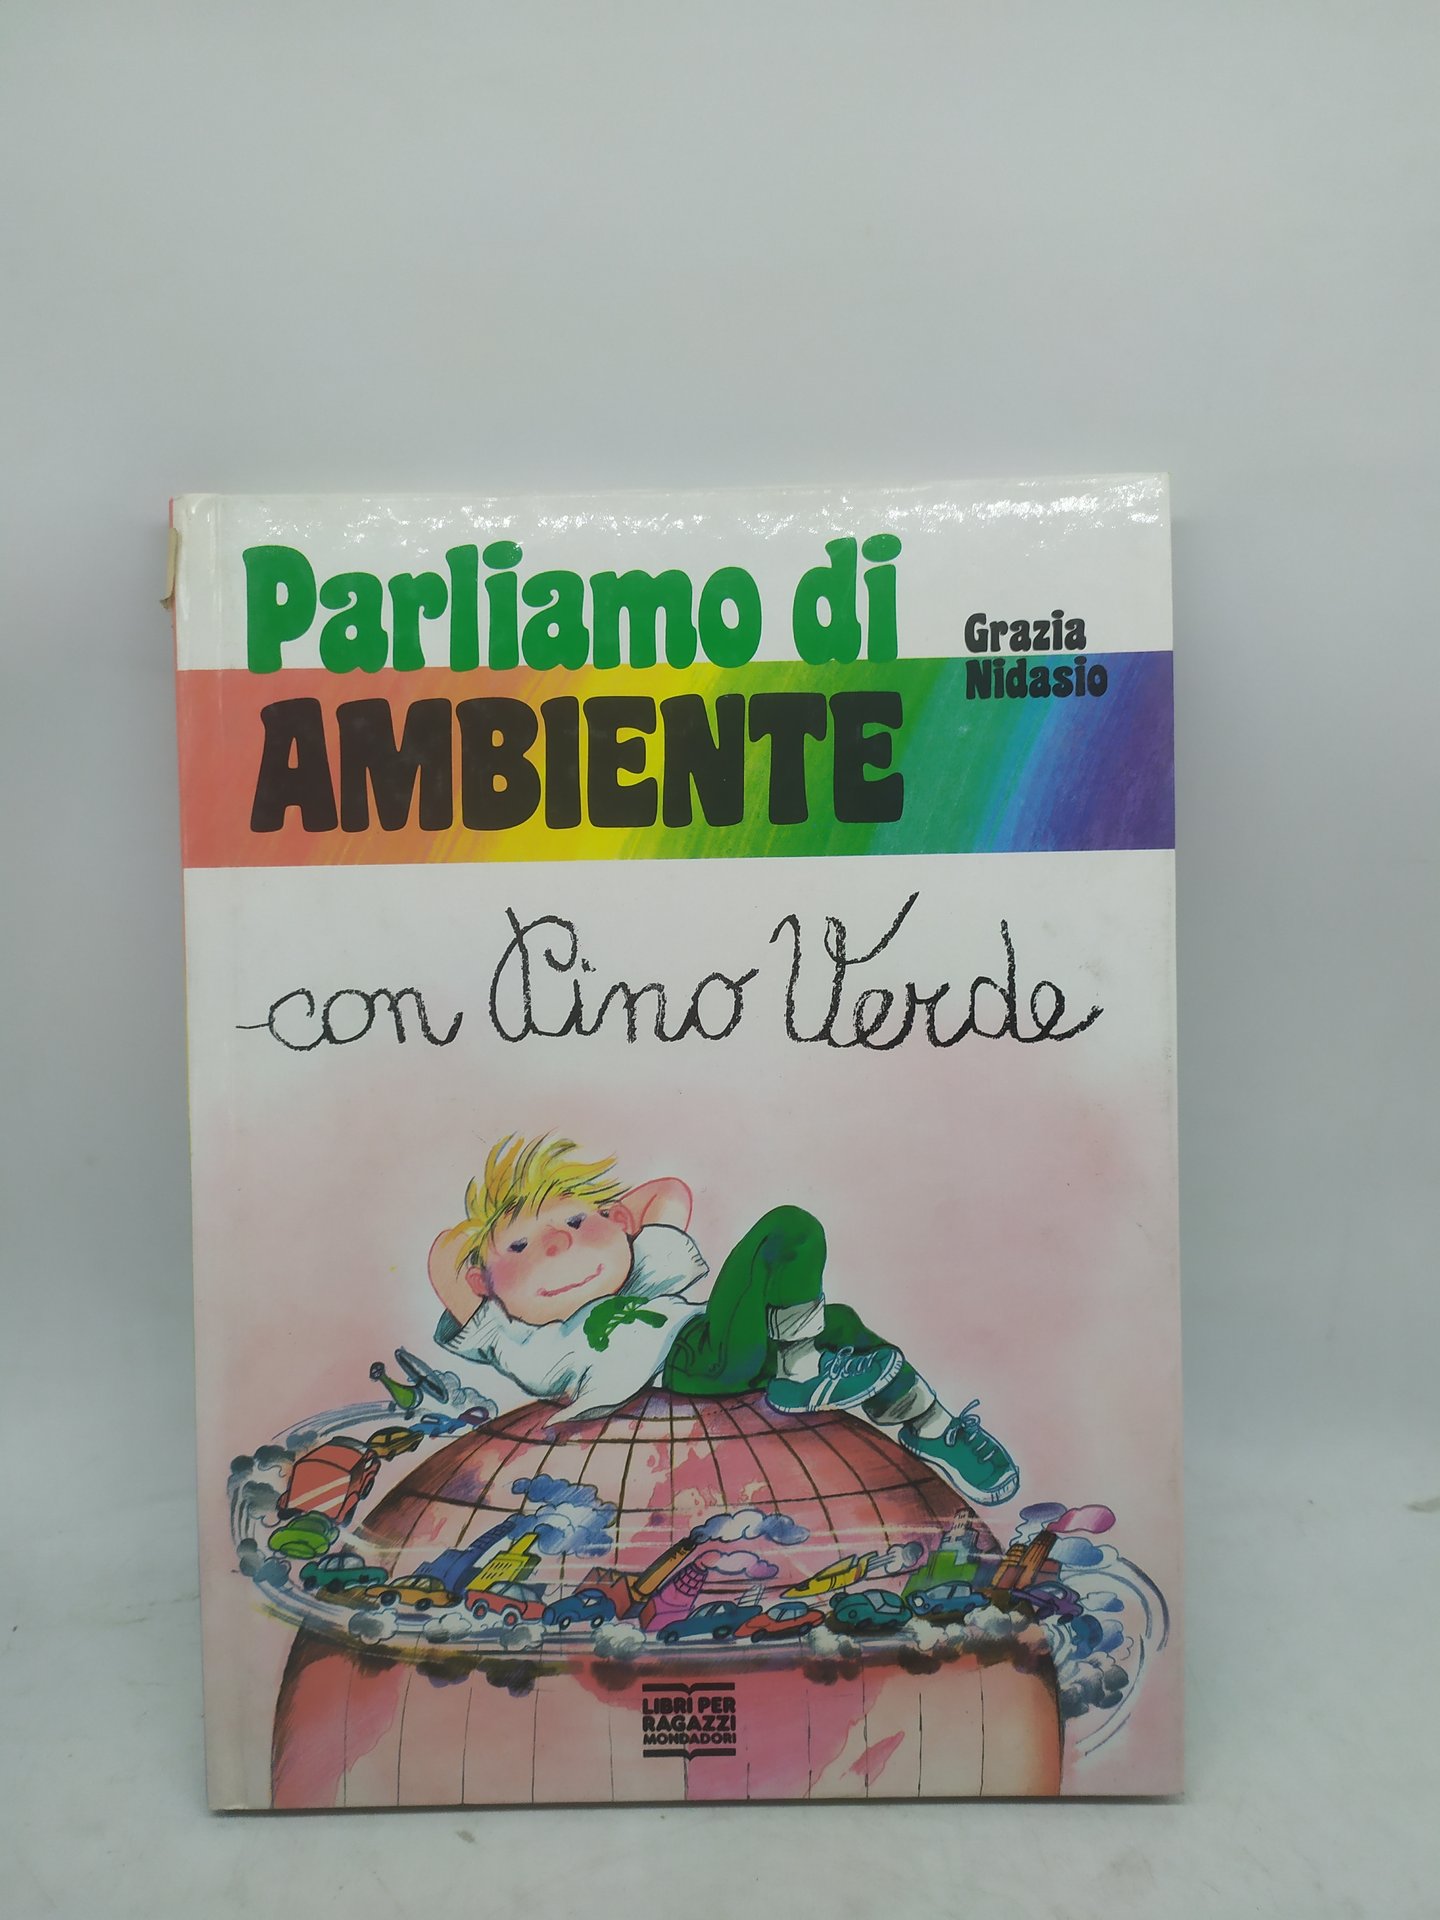 Parliamo di
Grazia
Nidasio
AMBIENTE
con Pino Verde
LIBRI PER
RAGAZZI
MONDADORI